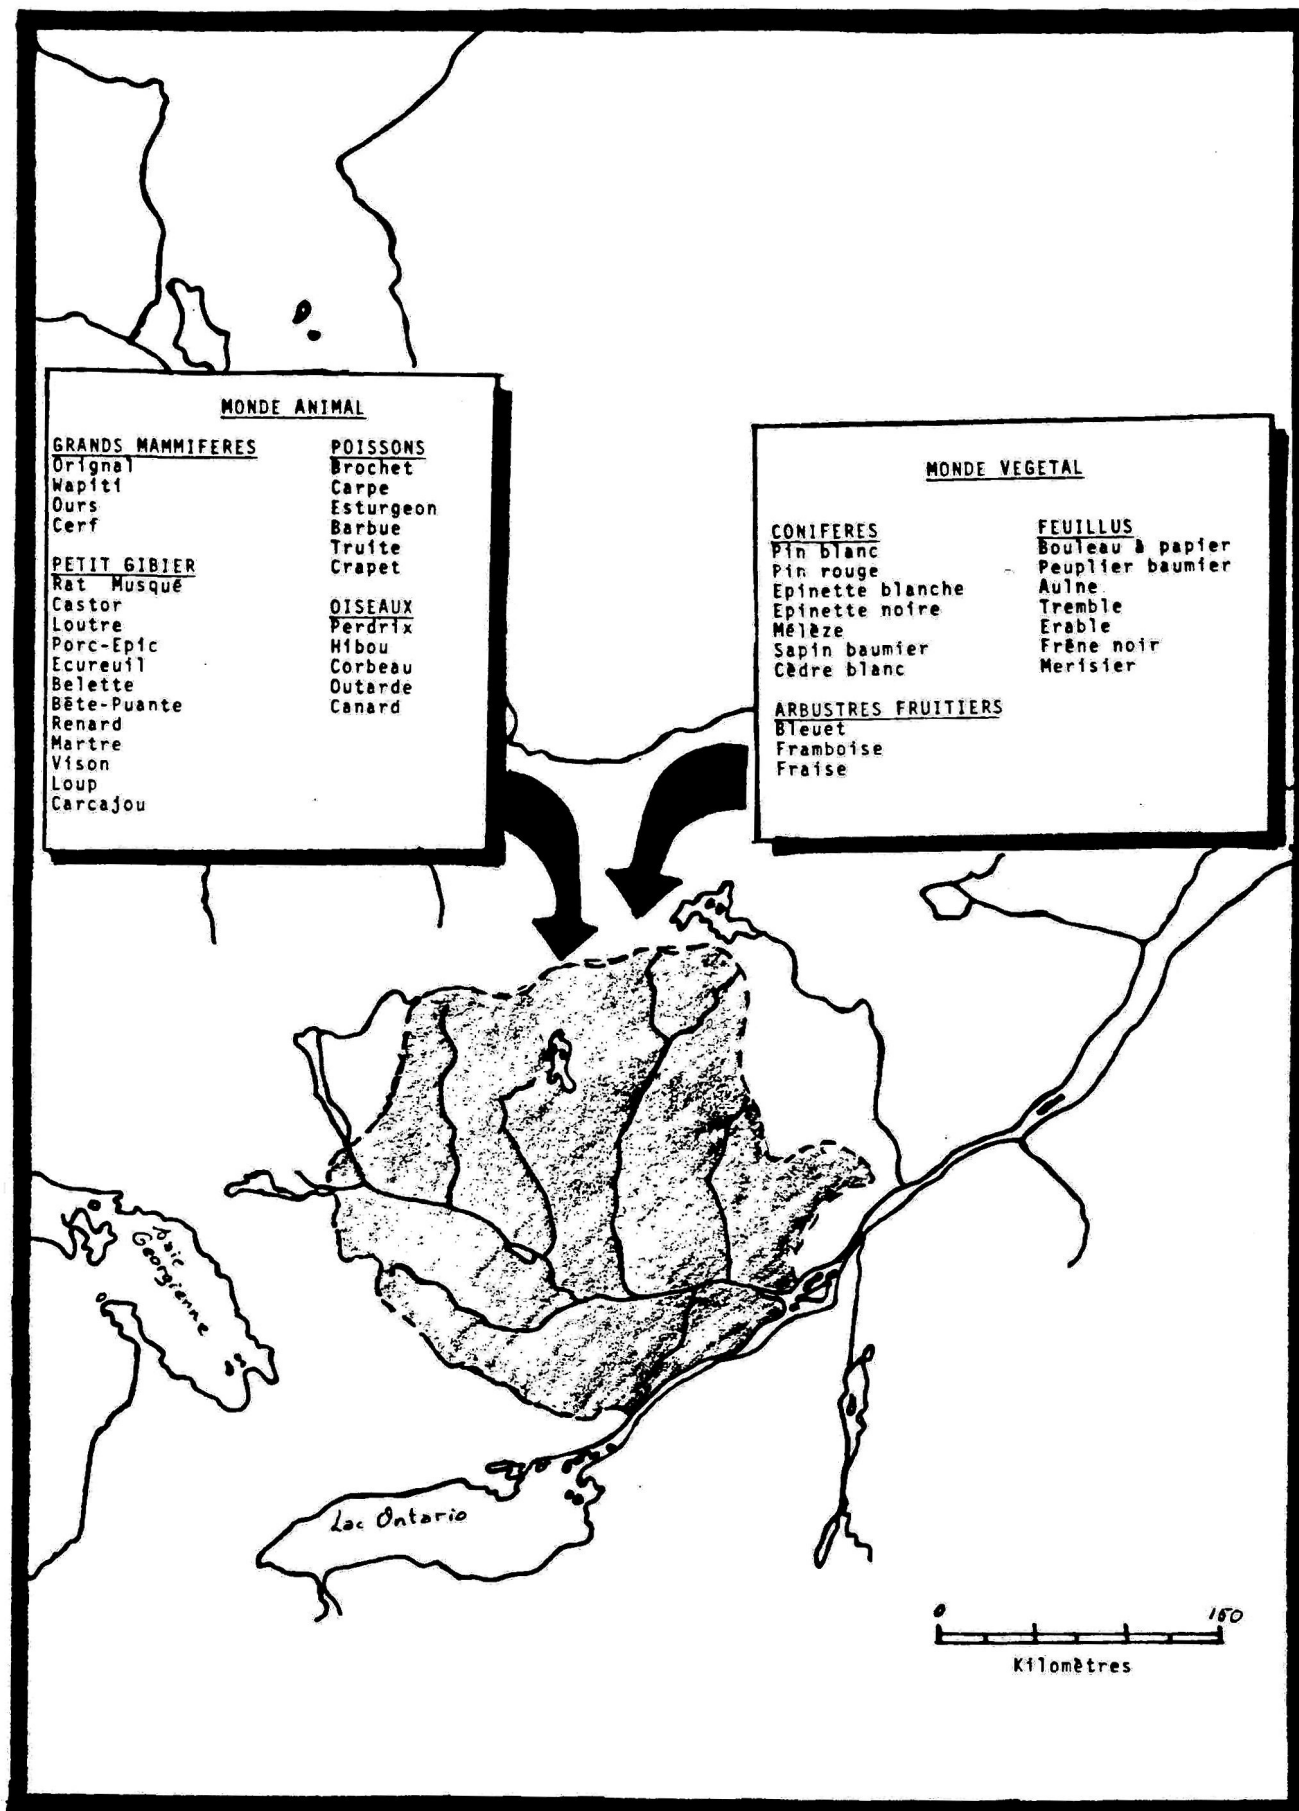 MONDE ANIMAL
GRANDS MAMMIFERES
Orignal
Wapiti
Ours
Cerf
PETIT GIBIER
Rat Musqué
Castor
Loutre
Porc-Epic
Ecureuil
Belette
Bête-Puante
Renard
Martre
Vison
Loup
Carcajou
POISSONS
Brochet
Carpe
Esturgeon
Barbue
Truite
Crapet
OISEAUX
Perdrix
Hibou
Corbeau
Outarde
Canard
MONDE VEGETAL
CONIFERES
Pin blanc
Pin rouge
Epinette blanche
Epinette noire
Mélèze
Sapin baumier
Cèdre blanc
ARBUSTRES FRUITIERS
Bleuet
Framboise
Fraise
FEUILLUS
Bouleau à papier
Peuplier baumier
Aulne
Tremble
Erable
Frêne noir
Merisier
baie
Georgienne
Lac Ontario
0 150
Kilomètres